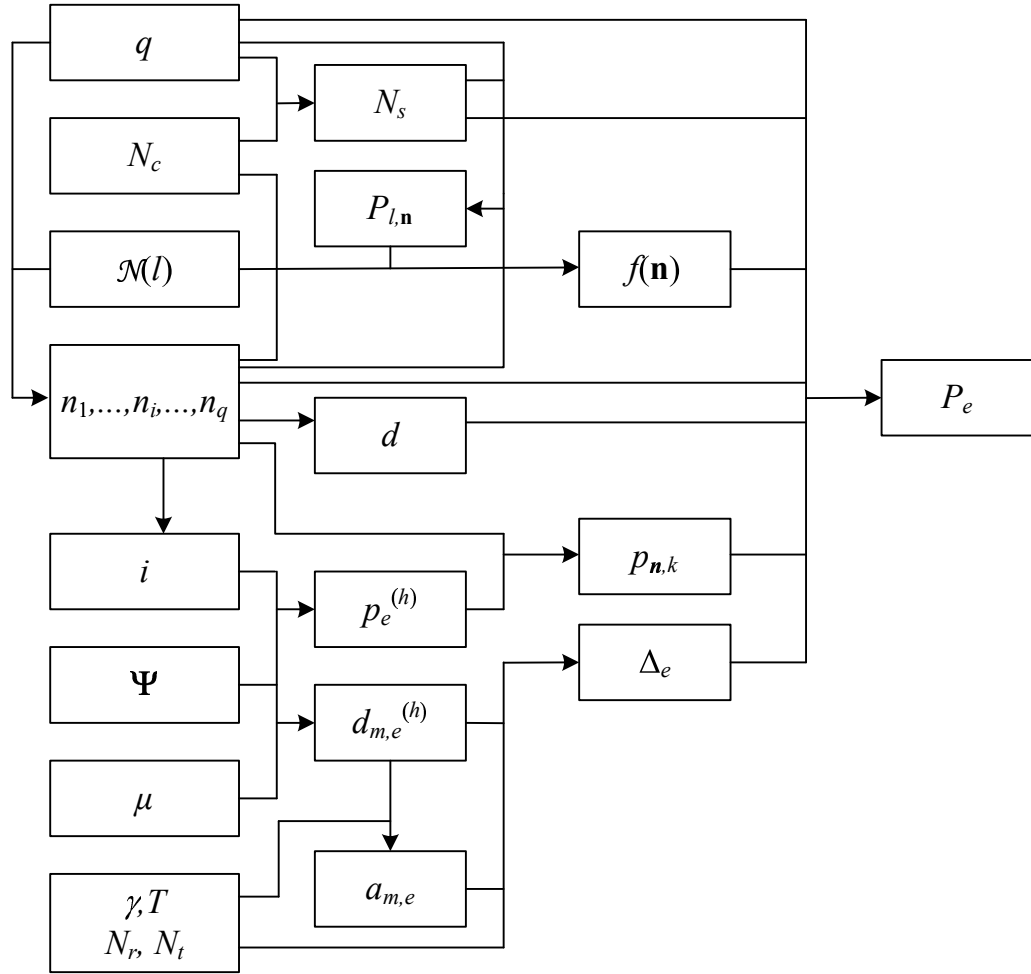 q
N_s
N_c
P_{l,n}
𝒩(l)
f(n)
n_1,...,n_i,...,n_q
P_e
d
i
p_{n,k}
p_e^{(h)}
Ψ
Δ_e
d_{m,e}^{(h)}
μ
a_{m,e}
γ,T
N_r, N_t